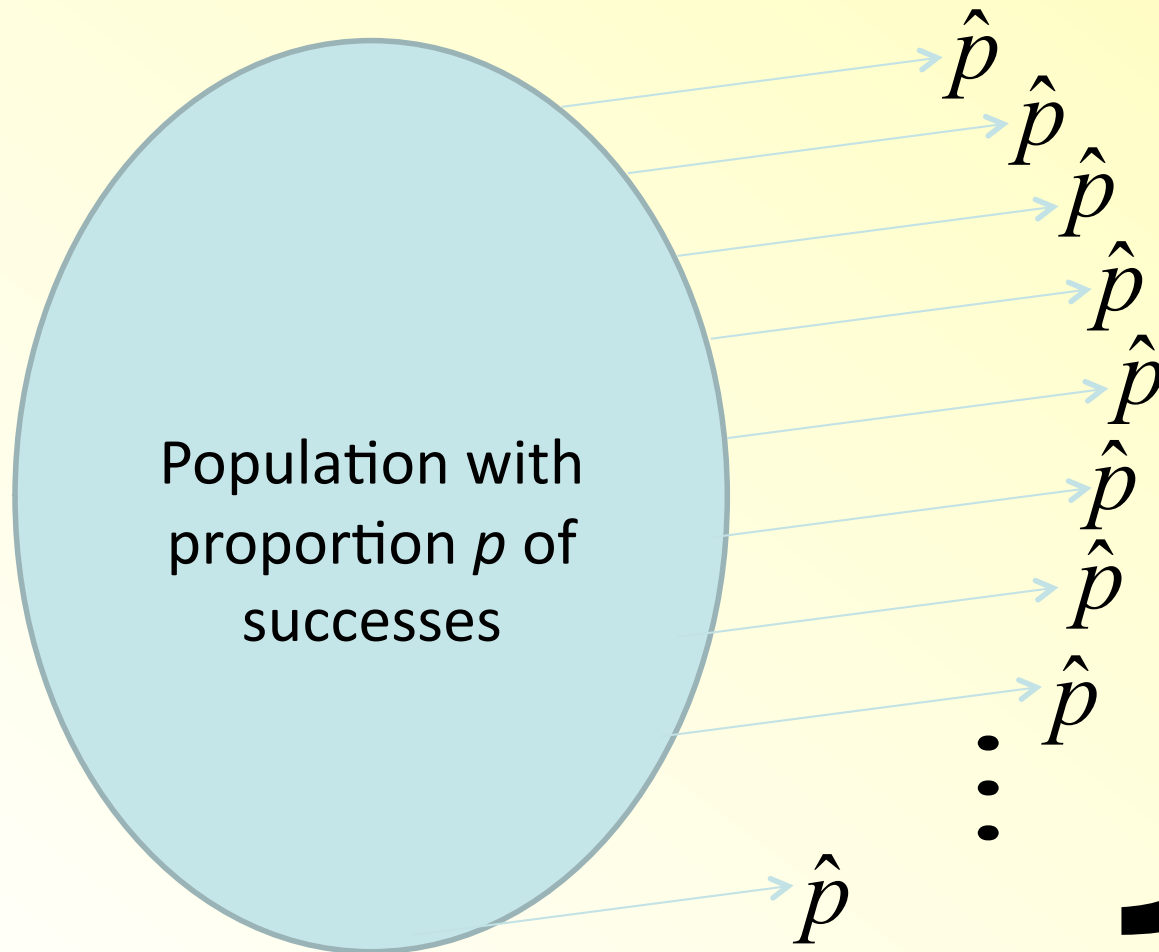 p̂
p̂
p̂
p̂
p̂
Population with
proportion p of
successes
p̂
p̂
p̂
⋮
p̂